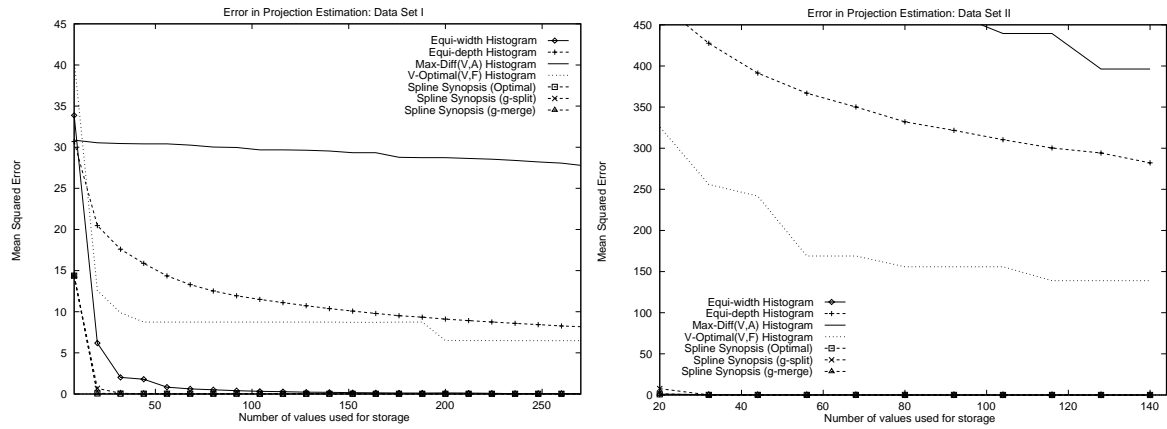 Error in Projection Estimation: Data Set I
45
40
35
30
25
20
15
10
5
0
Mean Squared Error
Equi-width Histogram
Equi-depth Histogram
Max-Diff(V,A) Histogram
V-Optimal(V,F) Histogram
Spline Synopsis (Optimal)
Spline Synopsis (g-split)
Spline Synopsis (g-merge)
50 100 150 200 250
Number of values used for storage
Error in Projection Estimation: Data Set II
450
400
350
300
250
200
150
100
50
0
Mean Squared Error
Equi-width Histogram
Equi-depth Histogram
Max-Diff(V,A) Histogram
V-Optimal(V,F) Histogram
Spline Synopsis (Optimal)
Spline Synopsis (g-split)
Spline Synopsis (g-merge)
20 40 60 80 100 120 140
Number of values used for storage